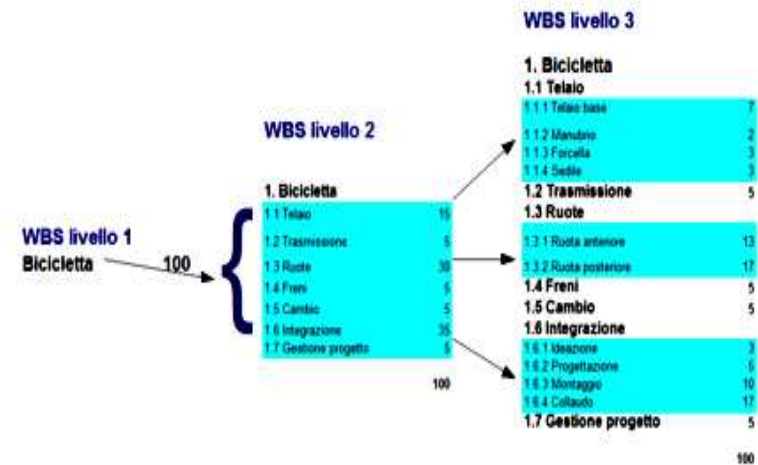 WBS livello 1
Bicicletta 100
WBS livello 2
1. Bicicletta
1.1 Telaio 15
1.2 Trasmissione 5
1.3 Ruote 30
1.4 Freni 5
1.5 Cambio 5
1.6 Integrazione 35
1.7 Gestione progetto 5
100
WBS livello 3
1. Bicicletta
1.1 Telaio
1.1.1 Telaio base 7
1.1.2 Manubrio 2
1.1.3 Forcella 3
1.1.4 Sedile 3
1.2 Trasmissione 5
1.3 Ruote
1.3.1 Ruota anteriore 13
1.3.2 Ruota posteriore 17
1.4 Freni 5
1.5 Cambio 5
1.6 Integrazione
1.6.1 Ideazione 3
1.6.2 Progettazione 5
1.6.3 Montaggio 10
1.6.4 Collaudo 17
1.7 Gestione progetto 5
100